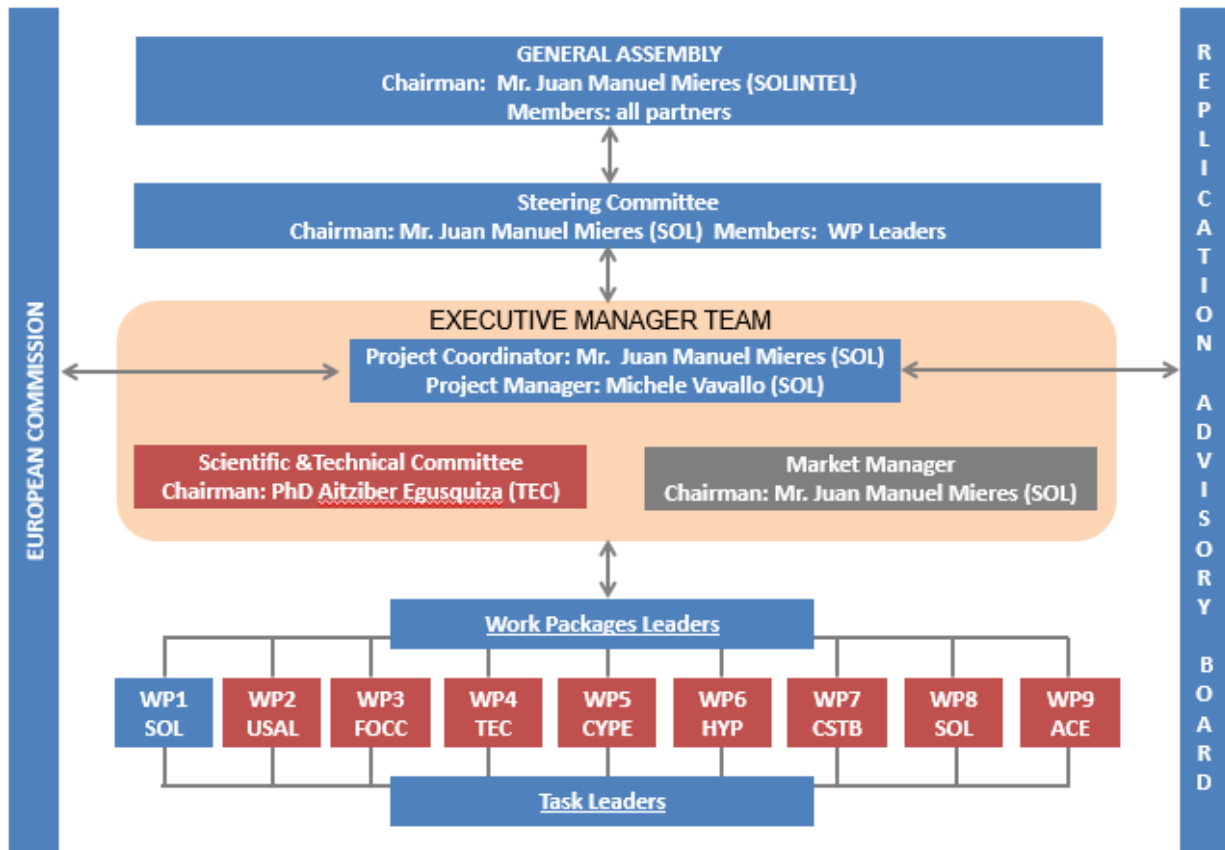 GENERAL ASSEMBLY
Chairman: Mr. Juan Manuel Mieres (SOLINTEL)
Members: all partners
Steering Committee
Chairman: Mr. Juan Manuel Mieres (SOL) Members: WP Leaders
EUROPEAN COMMISSION
EXECUTIVE MANAGER TEAM
Project Coordinator: Mr. Juan Manuel Mieres (SOL)
Project Manager: Michele Vavallo (SOL)
Scientific &Technical Committee
Chairman: PhD Aitziber Egusquiza (TEC)
Market Manager
Chairman: Mr. Juan Manuel Mieres (SOL)
REPLICATION ADVISORY BOARD
Work Packages Leaders
WP1
SOL
WP2
USAL
WP3
FOCC
WP4
TEC
WP5
CYPE
WP6
HYP
WP7
CSTB
WP8
SOL
WP9
ACE
Task Leaders